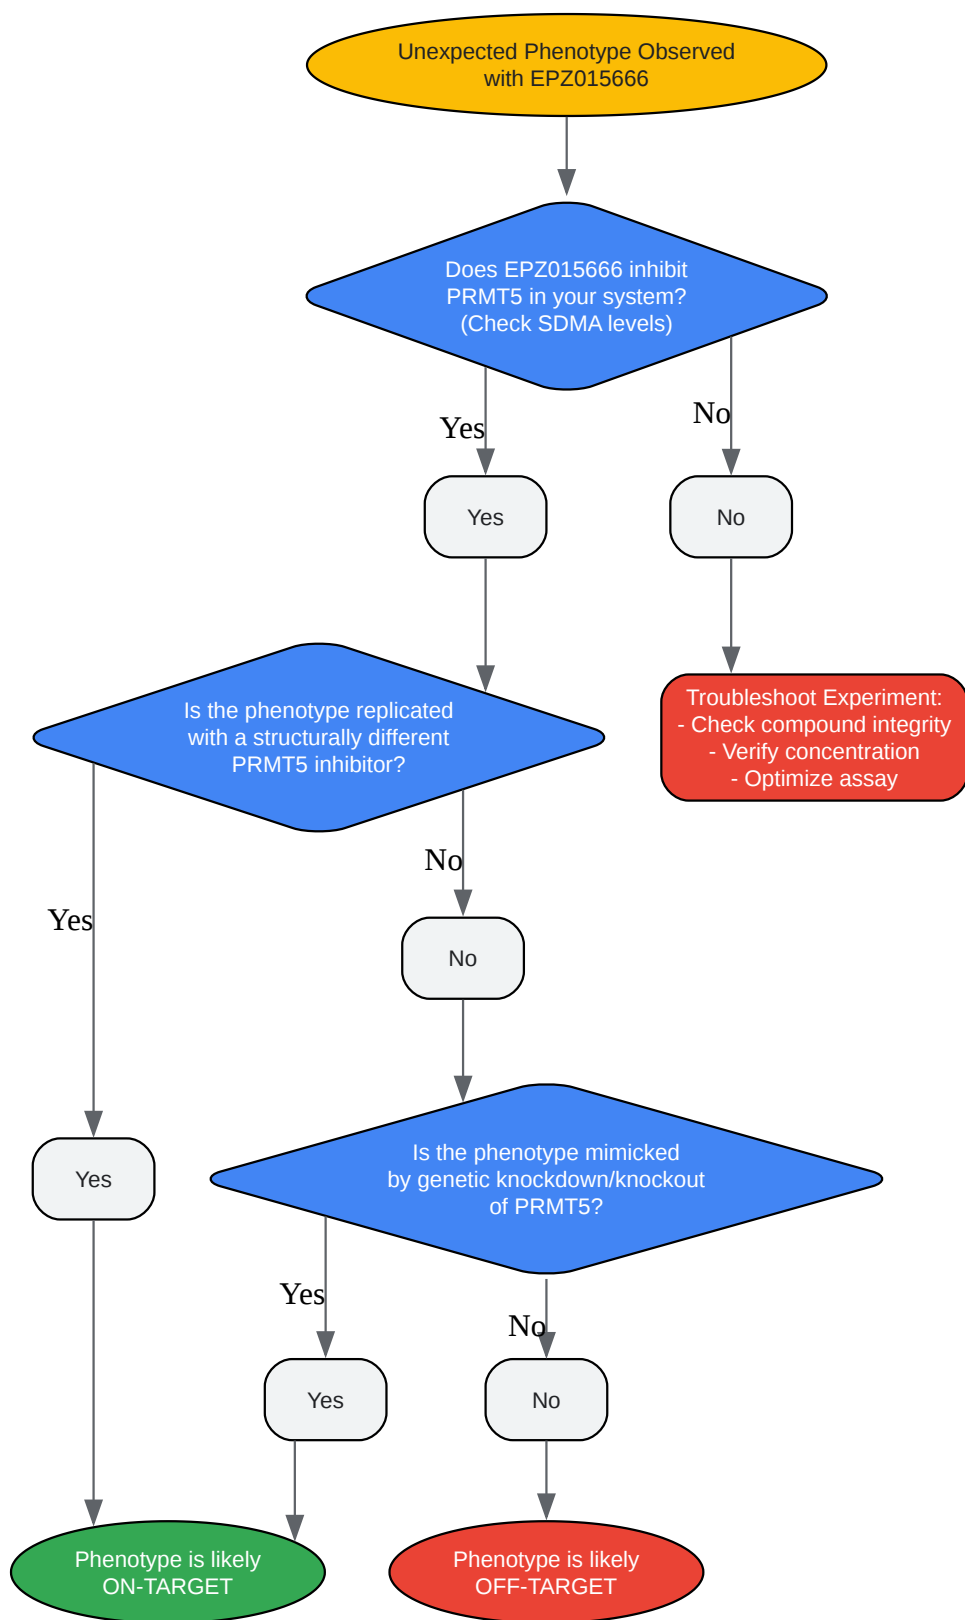 Unexpected Phenotype Observed
with EPZ015666
Does EPZ015666 inhibit
PRMT5 in your system?
(Check SDMA levels)
Yes
No
Yes
No
Is the phenotype replicated
with a structurally different
PRMT5 inhibitor?
Troubleshoot Experiment:
- Check compound integrity
- Verify concentration
- Optimize assay
Yes
No
No
Yes
Is the phenotype mimicked
by genetic knockdown/knockout
of PRMT5?
Yes
No
Yes
No
Phenotype is likely
ON-TARGET
Phenotype is likely
OFF-TARGET